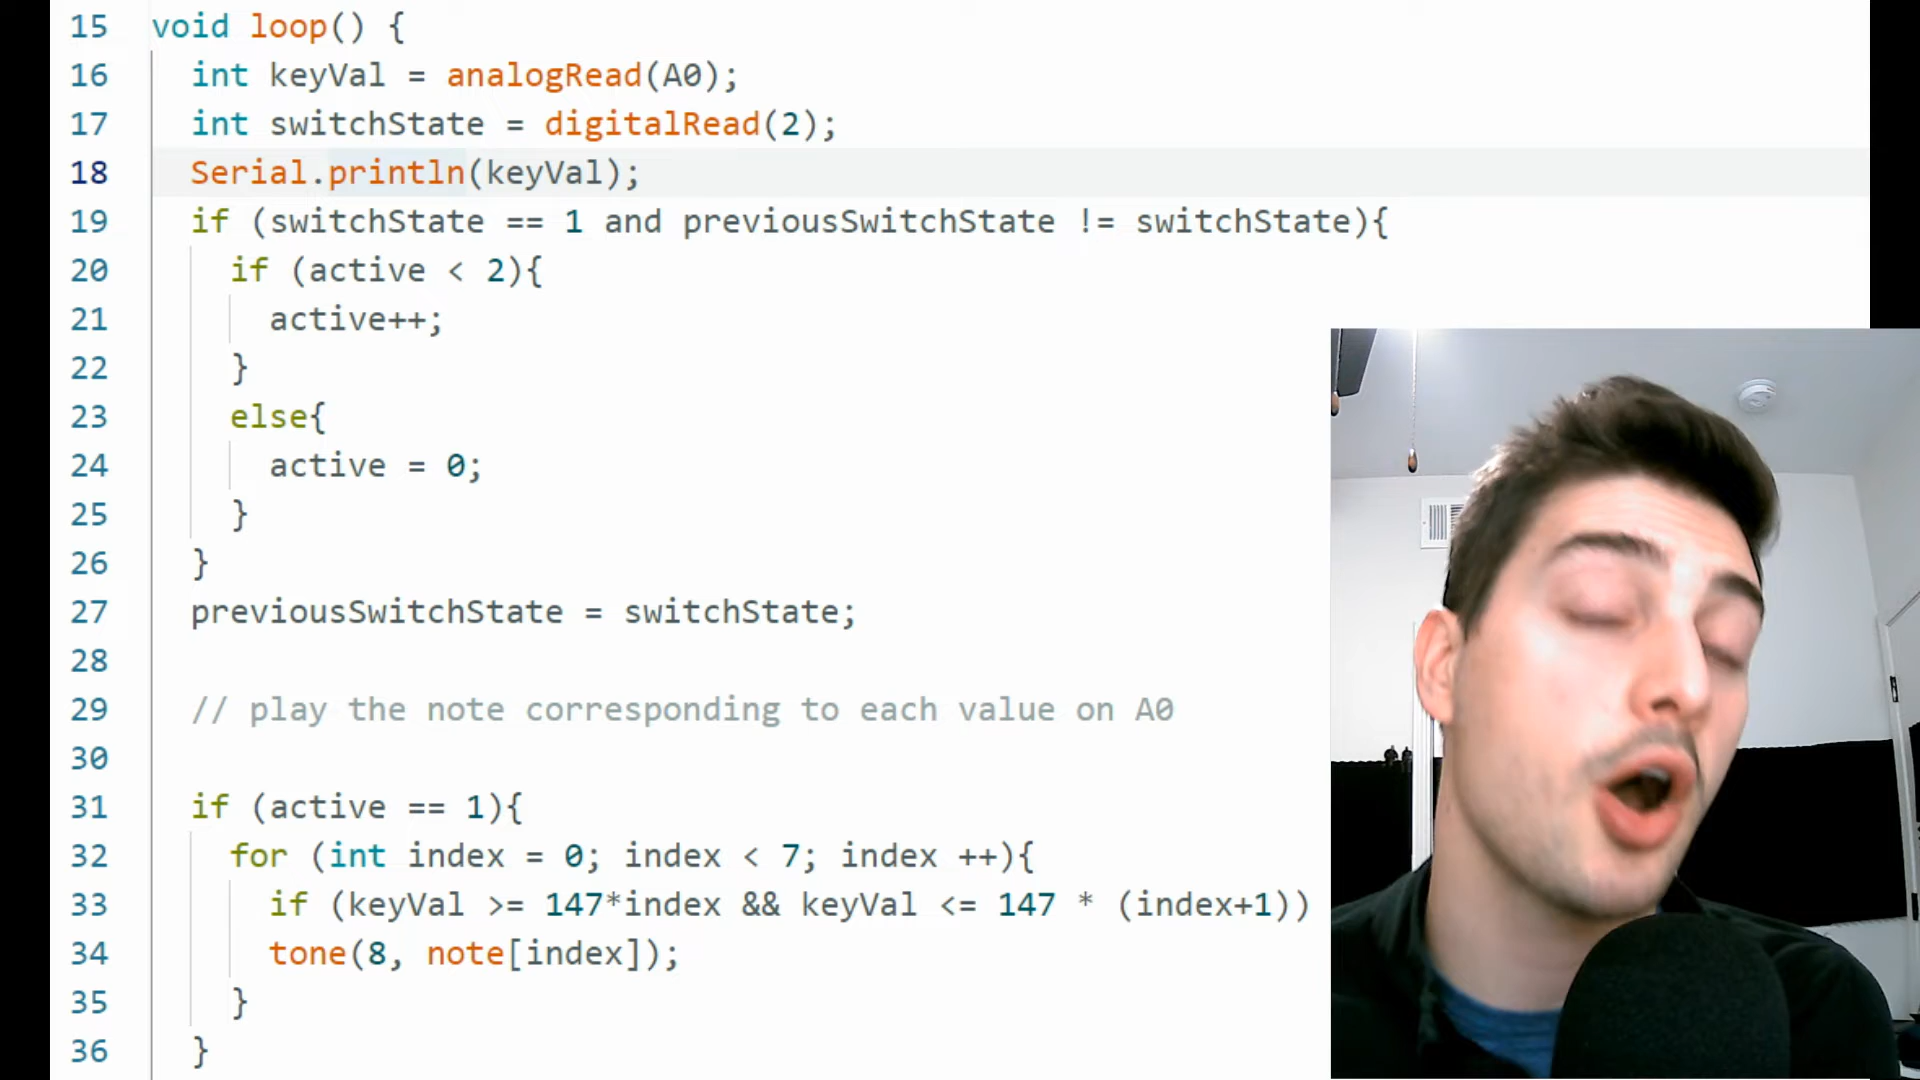 15 void loop() {
16 int keyVal = analogRead(A0);
17 int switchState = digitalRead(2);
18 Serial.println(keyVal);
19 if (switchState == 1 and previousSwitchState != switchState){
20 if (active < 2){
21 active++;
22 }
23 else{
24 active = 0;
25 }
26 }
27 previousSwitchState = switchState;
28
29 // play the note corresponding to each value on A0
30
31 if (active == 1){
32 for (int index = 0; index < 7; index ++){
33 if (keyVal >= 147*index && keyVal <= 147 * (index+1))
34 tone(8, note[index]);
35 }
36 }